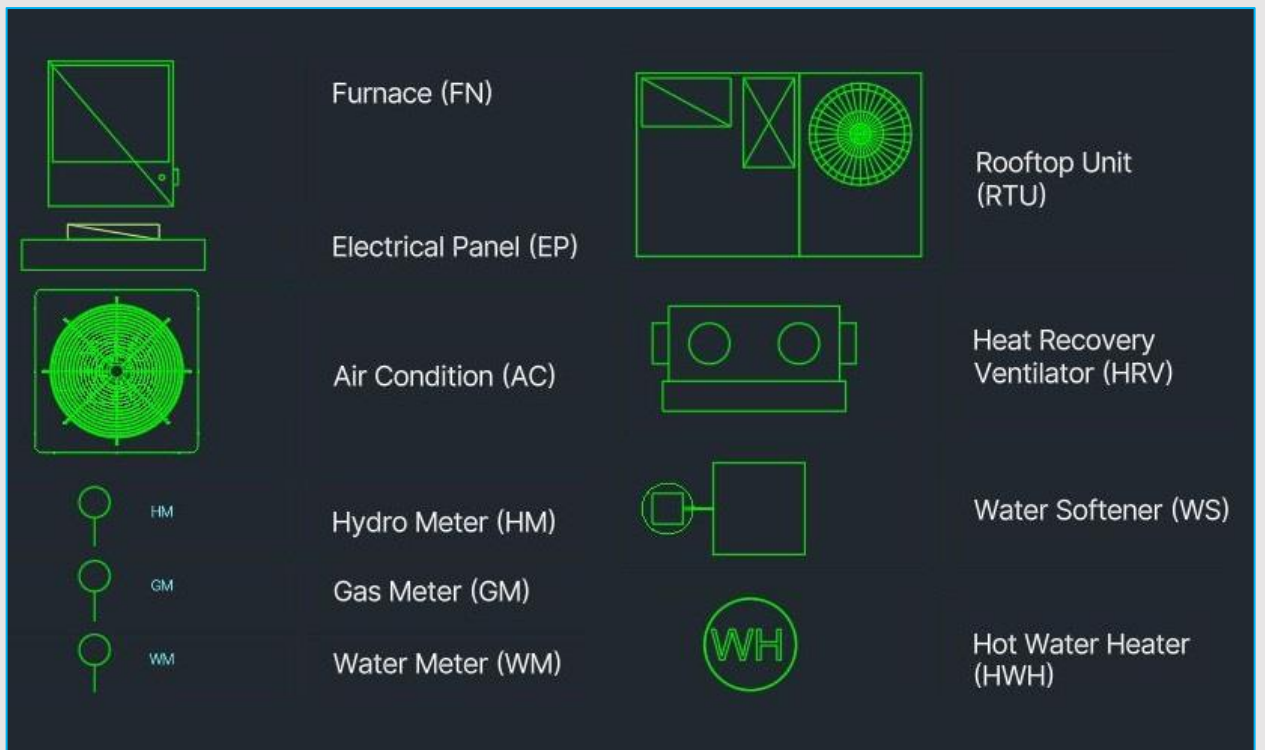 Furnace (FN)
Electrical Panel (EP)
Air Condition (AC)
HM
Hydro Meter (HM)
GM
Gas Meter (GM)
WM
Water Meter (WM)
Rooftop Unit
(RTU)
Heat Recovery
Ventilator (HRV)
Water Softener (WS)
WH
Hot Water Heater
(HWH)